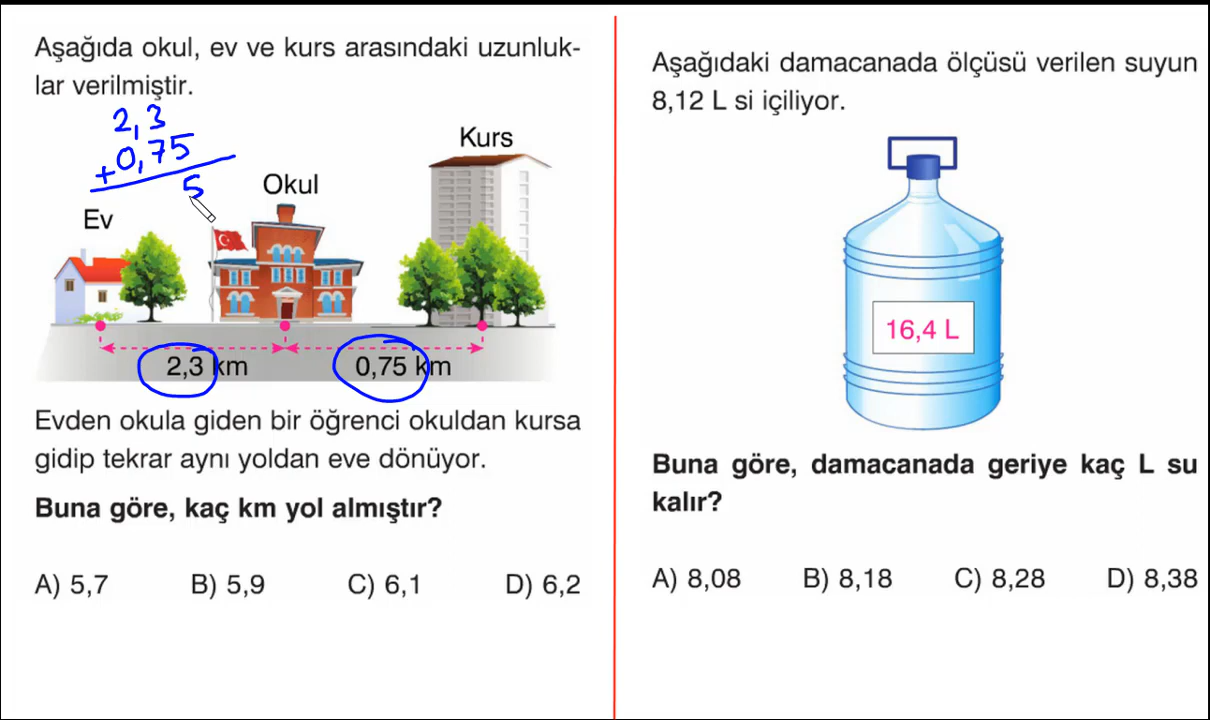 Aşağıda okul, ev ve kurs arasındaki uzunluk-
lar verilmiştir.
2,3
+0,75
5
Kurs
Okul
Ev
2,3 km
0,75 km
Evden okula giden bir öğrenci okuldan kursa
gidip tekrar aynı yoldan eve dönüyor.
Buna göre, kaç km yol almıştır?
A) 5,7 B) 5,9 C) 6,1 D) 6,2
Aşağıdaki damacanada ölçüsü verilen suyun
8,12 L si içiliyor.
16,4 L
Buna göre, damacanada geriye kaç L su
kalır?
A) 8,08 B) 8,18 C) 8,28 D) 8,38